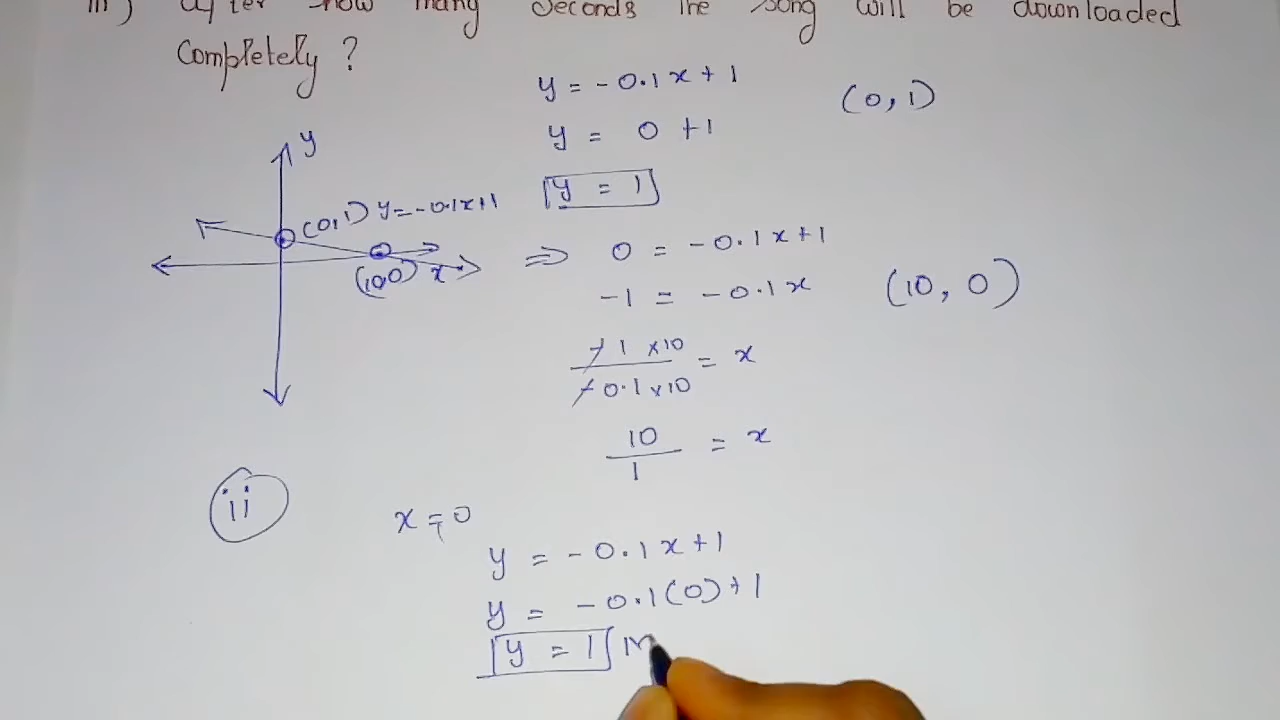 iii) After how many seconds the song will be downloaded
completely ?
y = -0.1x + 1
(0, 1)
y = 0 + 1
y = 1
y
(0, 1) y = -0.1x+1
(10,0) x
⇒ 0 = -0.1x+1
-1 = -0.1x
(10, 0)
-1 ×10 / -0.1×10 = x
10 / 1 = x
ii
x = 0
y = -0.1x+1
y = -0.1(0)+1
y = 1